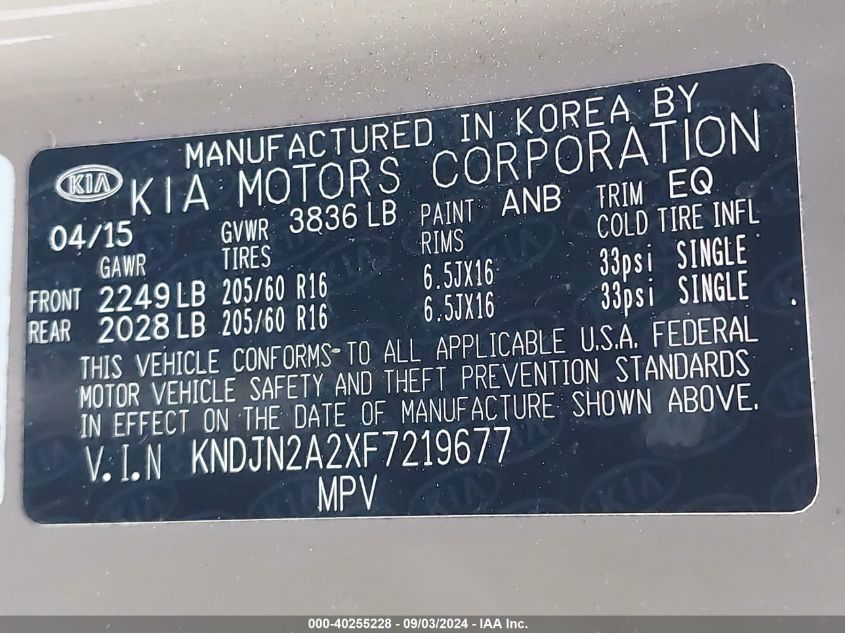 MANUFACTURED IN KOREA BY
KIA KIA MOTORS CORPORATION
04/15 GVWR 3836 LB PAINT ANB TRIM EQ
GAWR TIRES RIMS COLD TIRE INFL
FRONT 2249 LB 205/60 R16 6.5JX16 33psi SINGLE
REAR 2028 LB 205/60 R16 6.5JX16 33psi SINGLE
THIS VEHICLE CONFORMS TO ALL APPLICABLE U.S.A. FEDERAL
MOTOR VEHICLE SAFETY AND THEFT PREVENTION STANDARDS
IN EFFECT ON THE DATE OF MANUFACTURE SHOWN ABOVE.
V.I.N KNDJN2A2XF7219677
MPV
000-40255228 - 09/03/2024 - IAA Inc.